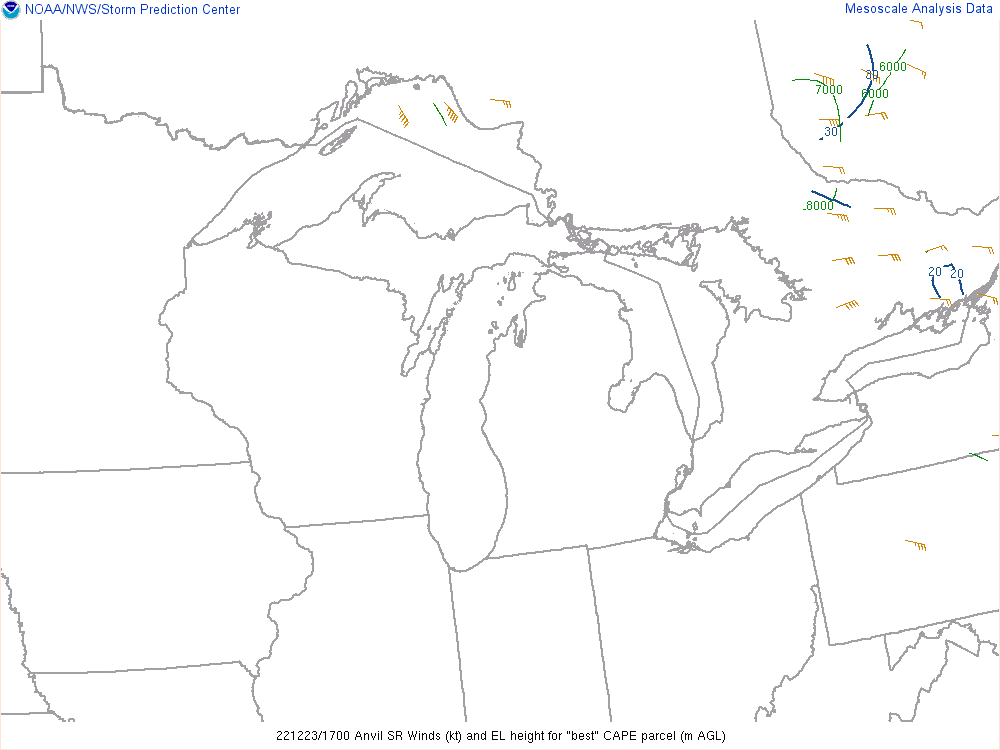 NOAA/NWS/Storm Prediction Center
Mesoscale Analysis Data
6000
7000
6000
30
8000
20 20
221223/1700 Anvil SR Winds (kt) and EL height for "best" CAPE parcel (m AGL)